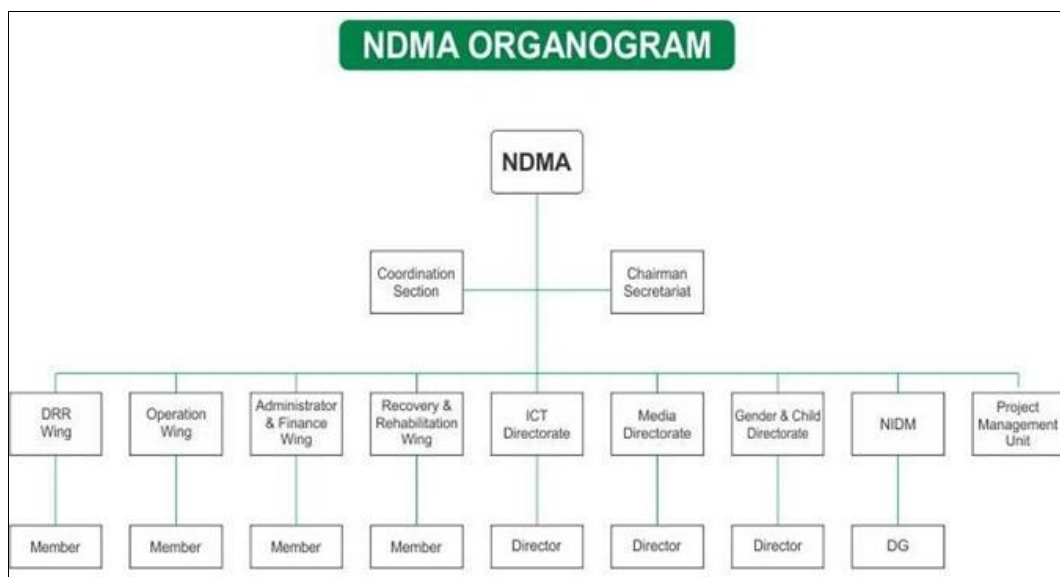 NDMA ORGANOGRAM
NDMA
Coordination
Section
Chairman
Secretariat
DRR
Wing
Operation
Wing
Administrator
& Finance
Wing
Recovery &
Rehabilitation
Wing
ICT
Directorate
Media
Directorate
Gender & Child
Directorate
NIDM
Project
Management
Unit
Member
Member
Member
Member
Director
Director
Director
DG